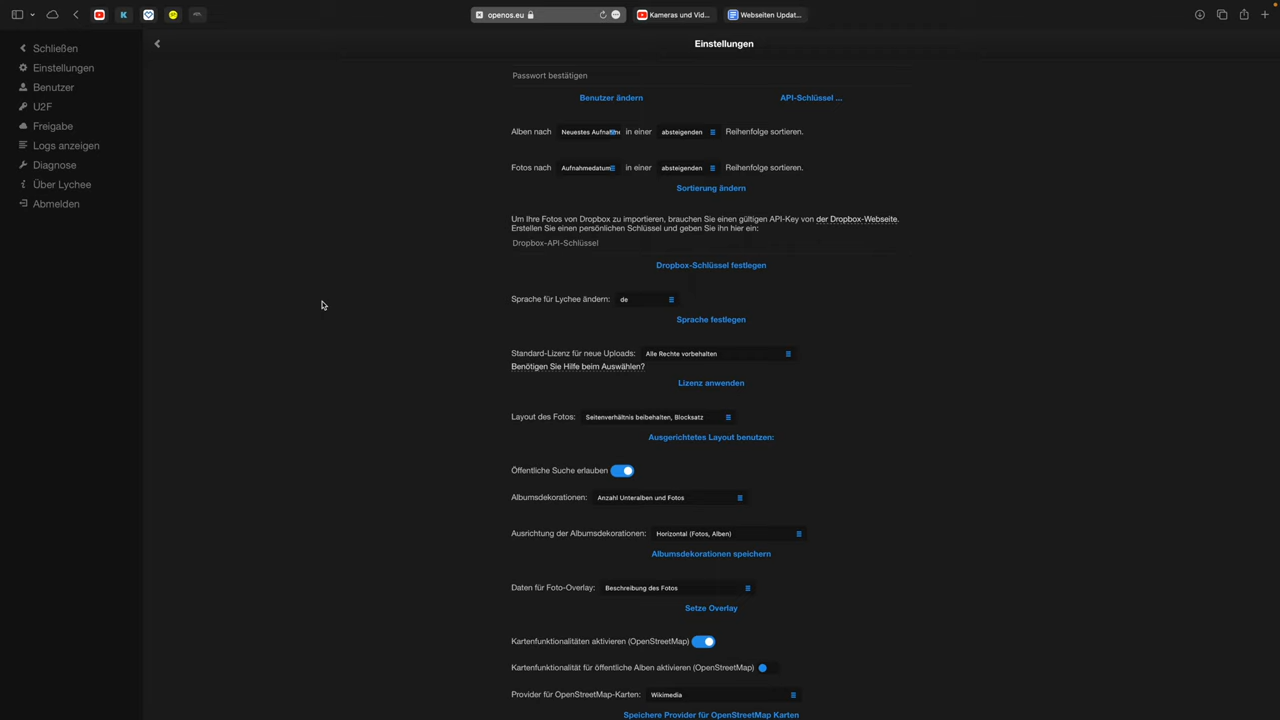 openos.eu
Kameras und Vid...
Webseiten Updat...
Schließen
Einstellungen
Benutzer
U2F
Freigabe
Logs anzeigen
Diagnose
Über Lychee
Abmelden
Einstellungen
Passwort bestätigen
Benutzer ändern API-Schlüssel ...
Alben nach Neuestes Aufnahme in einer absteigenden Reihenfolge sortieren.
Fotos nach Aufnahmedatum in einer absteigenden Reihenfolge sortieren.
Sortierung ändern
Um Ihre Fotos von Dropbox zu importieren, brauchen Sie einen gültigen API-Key von der Dropbox-Webseite.
Erstellen Sie einen persönlichen Schlüssel und geben Sie ihn hier ein:
Dropbox-API-Schlüssel
Dropbox-Schlüssel festlegen
Sprache für Lychee ändern: de
Sprache festlegen
Standard-Lizenz für neue Uploads: Alle Rechte vorbehalten
Benötigen Sie Hilfe beim Auswählen?
Lizenz anwenden
Layout des Fotos: Seitenverhältnis beibehalten, Blocksatz
Ausgerichtetes Layout benutzen:
Öffentliche Suche erlauben
Albumsdekorationen: Anzahl Unteralben und Fotos
Ausrichtung der Albumsdekorationen: Horizontal (Fotos, Alben)
Albumsdekorationen speichern
Daten für Foto-Overlay: Beschreibung des Fotos
Setze Overlay
Kartenfunktionalitäten aktivieren (OpenStreetMap)
Kartenfunktionalität für öffentliche Alben aktivieren (OpenStreetMap)
Provider für OpenStreetMap-Karten: Wikimedia
Speichere Provider für OpenStreetMap Karten